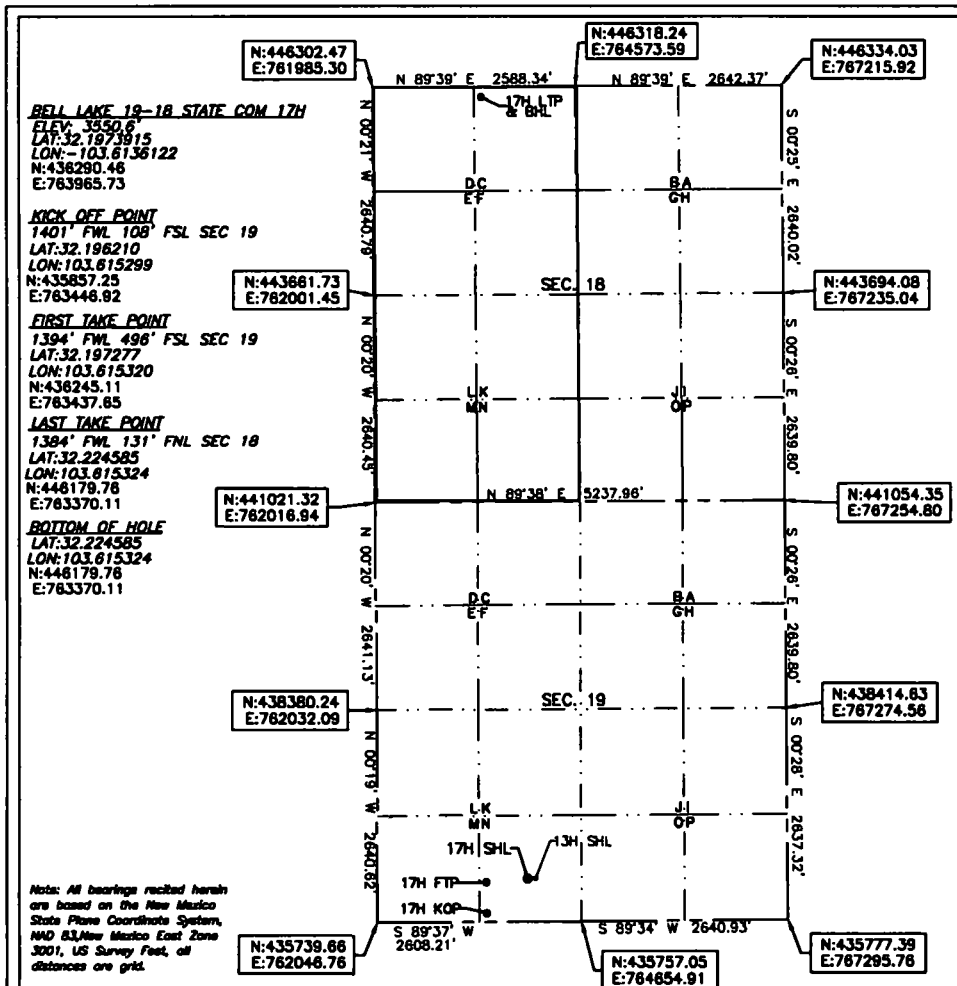 N:446302.47
E:761985.30
N:446318.24
E:764573.59
N:446334.03
E:767215.92
N 89°39' E 2588.34'
N 89°39' E 2642.37'
17H LTP
& BHL
BELL LAKE 19-18 STATE COM 17H
ELEV: 3550.6'
LAT:32.1973915
LON:-103.6136122
N:436290.46
E:763965.73
KICK OFF POINT
1401' FWL 108' FSL SEC 19
LAT:32.196210
LON:103.615299
N:435857.25
E:763446.92
FIRST TAKE POINT
1394' FWL 496' FSL SEC 19
LAT:32.197277
LON:103.615320
N:436245.11
E:763437.65
LAST TAKE POINT
1384' FWL 131' FNL SEC 18
LAT:32.224585
LON:103.615324
N:446179.76
E:763370.11
BOTTOM OF HOLE
LAT:32.224585
LON:103.615324
N:446179.76
E:763370.11
N 00°21' W 2640.79'
S 00°25' E 2640.02'
D C
E F
B A
G H
N:443661.73
E:762001.45
SEC. 18
N:443694.08
E:767235.04
N 00°20' W 2640.45'
S 00°26' E 2639.80'
L K
M N
J I
O P
N:441021.32
E:762016.94
N 89°38' E 5237.96'
N:441054.35
E:767254.80
N 00°20' W 2641.13'
S 00°26' E 2639.80'
D C
E F
B A
G H
N:438380.24
E:762032.09
SEC. 19
N:438414.63
E:767274.56
N 00°19' W 2640.62'
S 00°28' E 2637.32'
L K
M N
J I
O P
17H SHL
13H SHL
17H FTP
17H KOP
S 89°37' W
2608.21'
S 89°34' W 2640.93'
N:435739.66
E:762046.76
N:435757.05
E:764654.91
N:435777.39
E:767295.76
Note: All bearings recited herein
are based on the New Mexico
State Plane Coordinate System,
NAD 83,New Mexico East Zone
3001, US Survey Feet, all
distances are grid.